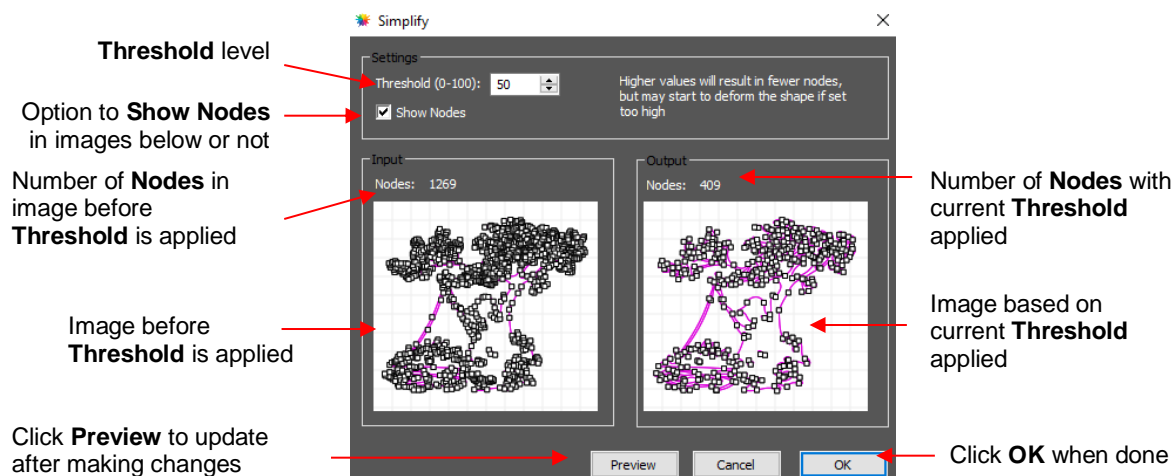 Simplify
Threshold level
Settings
Threshold (0-100): 50
Higher values will result in fewer nodes,
but may start to deform the shape if set
too high
Show Nodes
Option to Show Nodes
in images below or not
Input
Nodes: 1269
Output
Nodes: 409
Number of Nodes in
image before
Threshold is applied
Number of Nodes with
current Threshold
applied
Image before
Threshold is applied
Image based on
current Threshold
applied
Click Preview to update
after making changes
Preview
Cancel
OK
Click OK when done